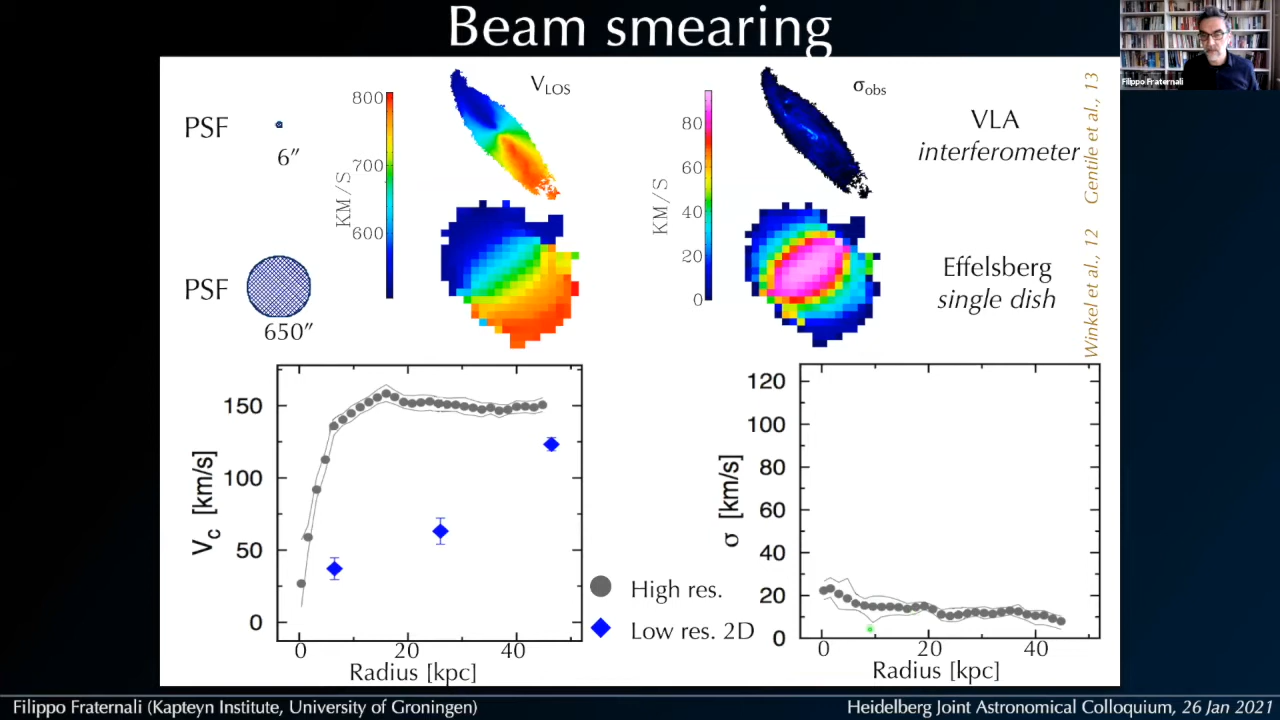 Beam smearing
Filippo Fraternali
V_LOS
σ_obs
PSF
6″
800
700
600
KM/S
80
60
40
20
0
KM/S
VLA
interferometer
Gentile et al., 13
PSF
650″
Effelsberg
single dish
Winkel et al., 12
150
100
50
0
V_c [km/s]
0 20 40
Radius [kpc]
High res.
Low res. 2D
120
100
80
60
40
20
0
σ [km/s]
0 20 40
Radius [kpc]
Filippo Fraternali (Kapteyn Institute, University of Groningen)
Heidelberg Joint Astronomical Colloquium, 26 Jan 2021